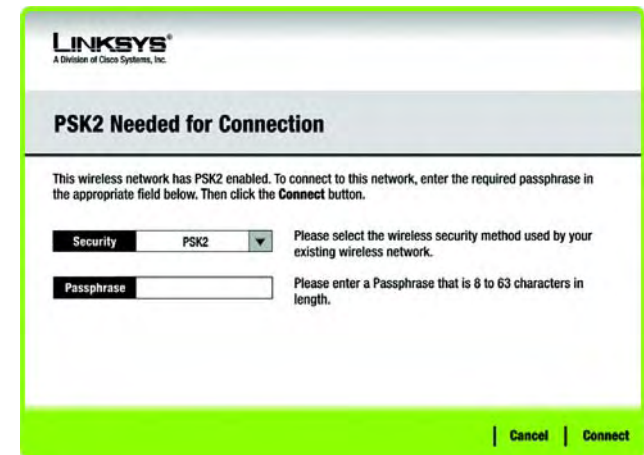 LINKSYS®
A Division of Cisco Systems, Inc.
PSK2 Needed for Connection
This wireless network has PSK2 enabled. To connect to this network, enter the required passphrase in
the appropriate field below. Then click the Connect button.
Security PSK2
Please select the wireless security method used by your
existing wireless network.
Passphrase
Please enter a Passphrase that is 8 to 63 characters in
length.
Cancel Connect